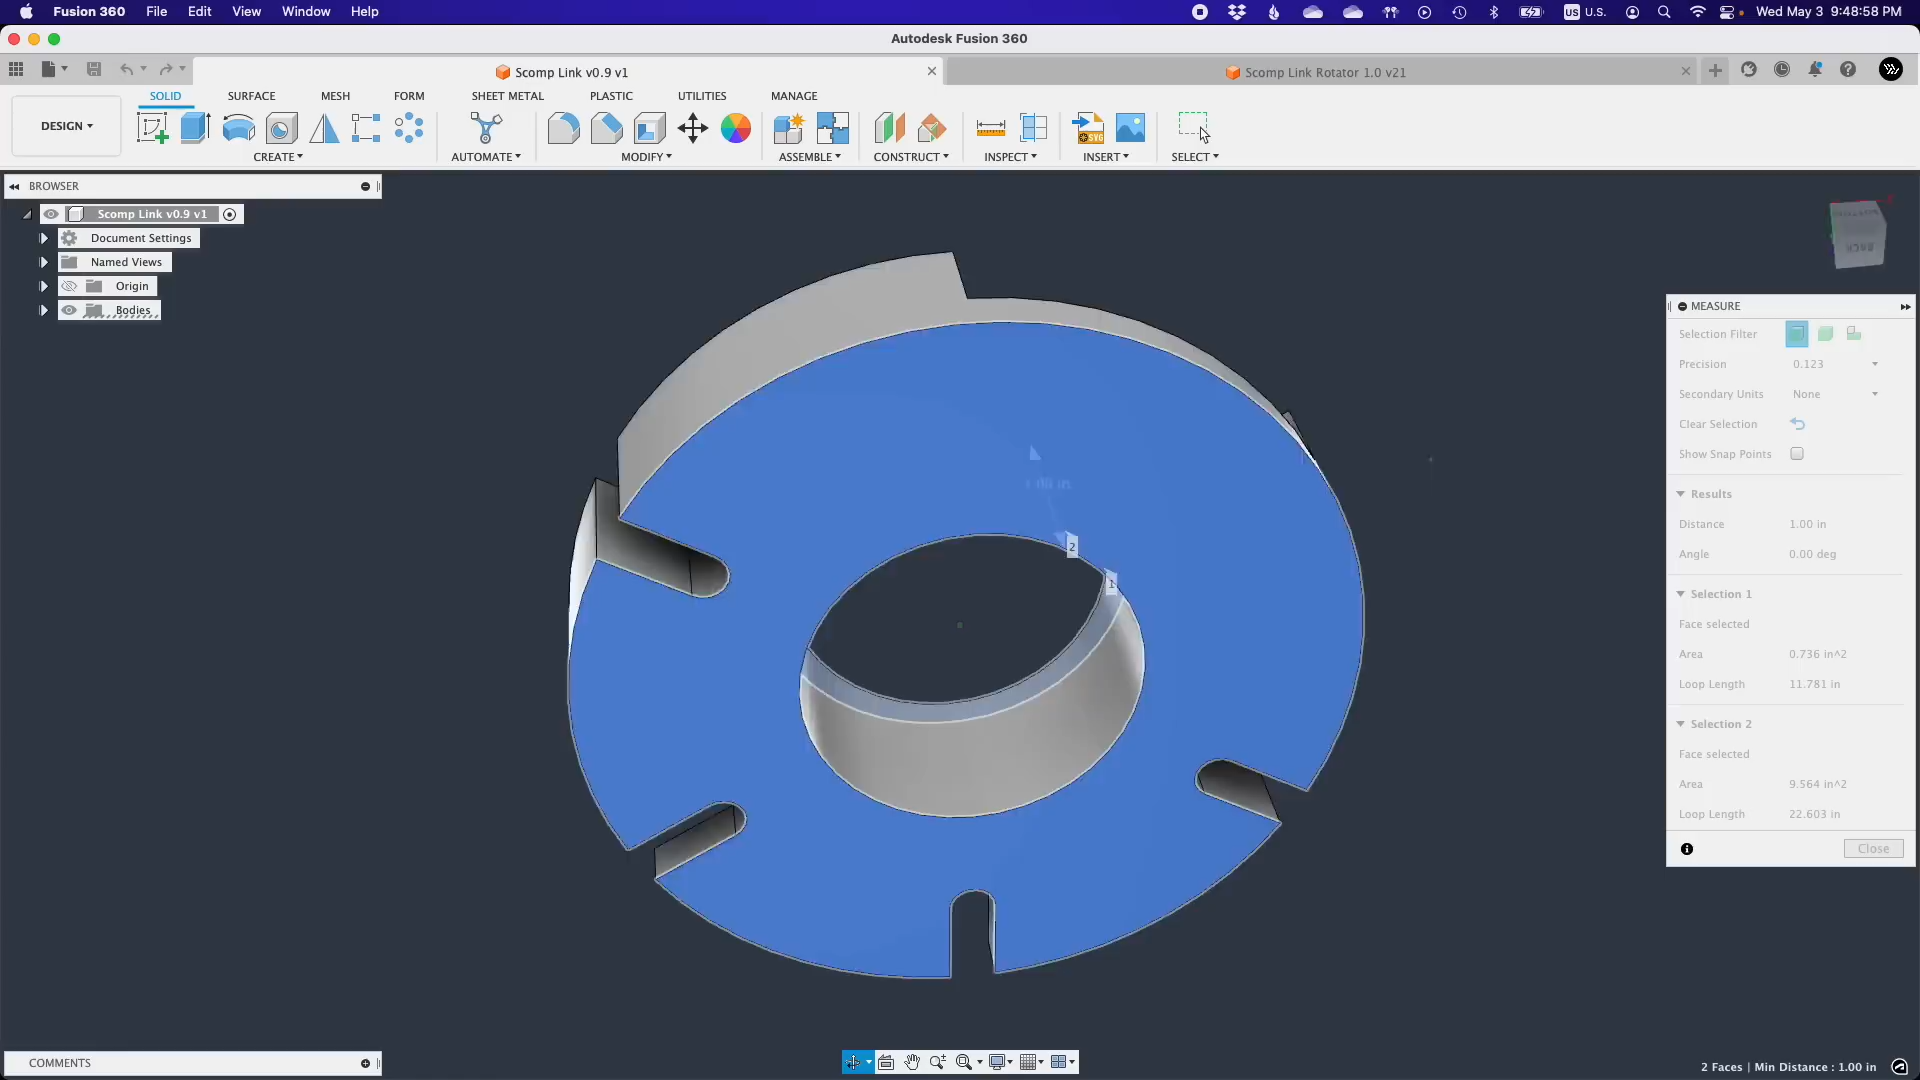 Fusion 360 File Edit View Window Help
US U.S. Wed May 3 9:48:58 PM
Autodesk Fusion 360
Scomp Link v0.9 v1
Scomp Link Rotator 1.0 v21
DESIGN
SOLID SURFACE MESH FORM SHEET METAL PLASTIC UTILITIES MANAGE
CREATE AUTOMATE MODIFY ASSEMBLE CONSTRUCT INSPECT INSERT SELECT
BROWSER
Scomp Link v0.9 v1
Document Settings
Named Views
Origin
Bodies
BACK
2
1
MEASURE
Selection Filter
Precision 0.123
Secondary Units None
Clear Selection
Show Snap Points
Results
Distance 1.00 in
Angle 0.00 deg
Selection 1
Face selected
Area 0.736 in^2
Loop Length 11.781 in
Selection 2
Face selected
Area 9.564 in^2
Loop Length 22.603 in
Close
COMMENTS
2 Faces | Min Distance : 1.00 in